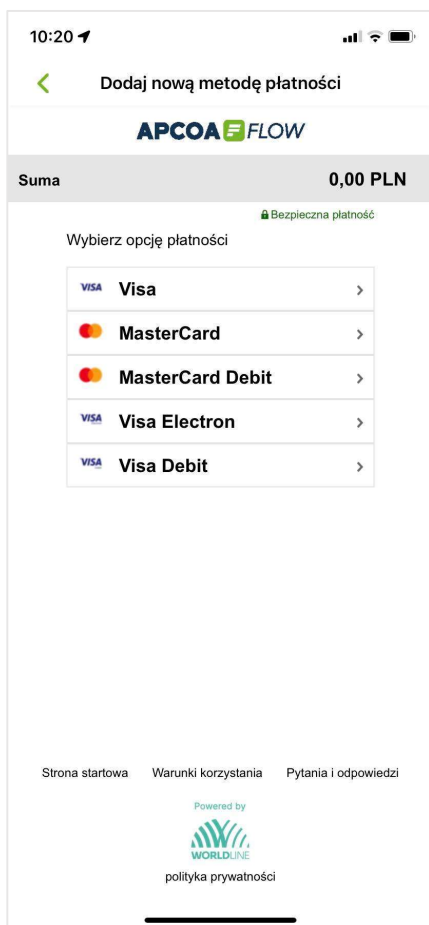 10:20
Dodaj nową metodę płatności
APCOA FLOW
Suma 0,00 PLN
Bezpieczna płatność
Wybierz opcję płatności
VISA Visa
MasterCard
MasterCard Debit
VISA Visa Electron
VISA Visa Debit
Strona startowa Warunki korzystania Pytania i odpowiedzi
Powered by
WORLDLINE
polityka prywatności